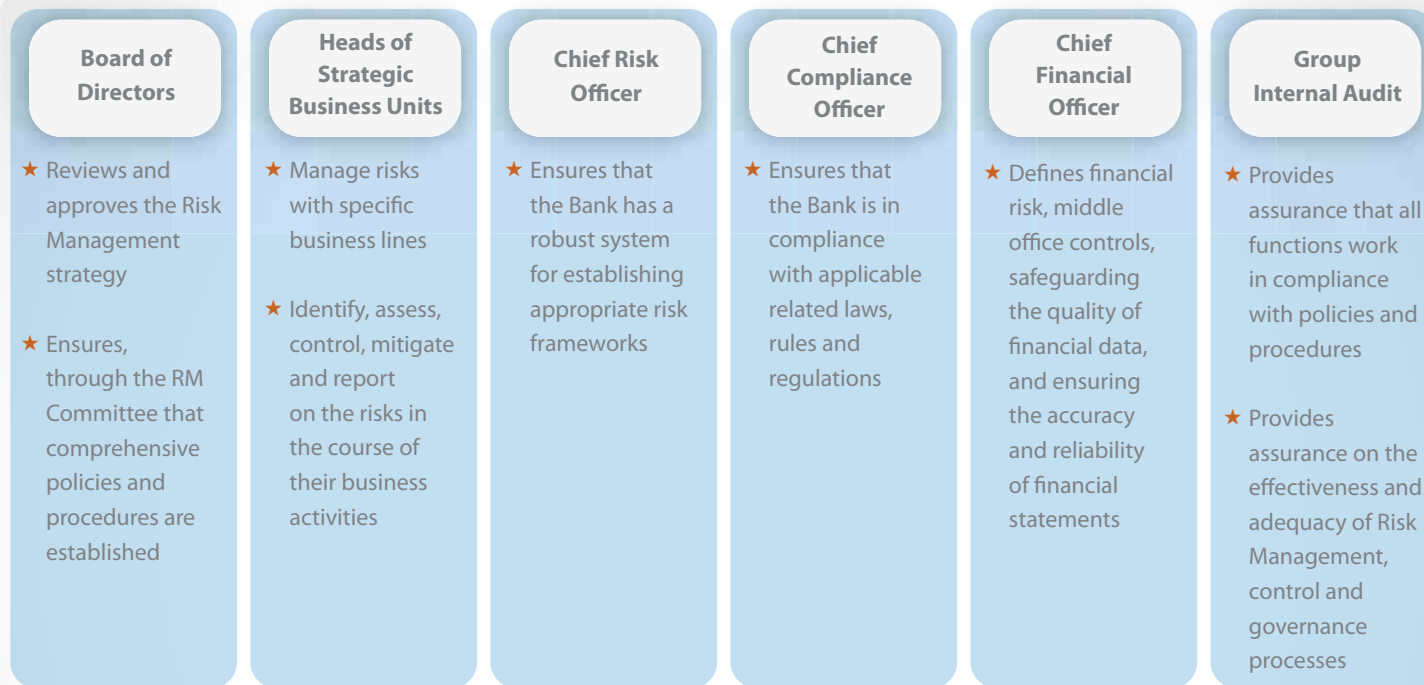 Board of
Directors
★ Reviews and
approves the Risk
Management
strategy
★ Ensures,
through the RM
Committee that
comprehensive
policies and
procedures are
established
Heads of
Strategic
Business Units
★ Manage risks
with specific
business lines
★ Identify, assess,
control, mitigate
and report
on the risks in
the course of
their business
activities
Chief Risk
Officer
★ Ensures that
the Bank has a
robust system
for establishing
appropriate risk
frameworks
Chief
Compliance
Officer
★ Ensures that
the Bank is in
compliance
with applicable
related laws,
rules and
regulations
Chief
Financial
Officer
★ Defines financial
risk, middle
office controls,
safeguarding
the quality of
financial data,
and ensuring
the accuracy
and reliability
of financial
statements
Group
Internal Audit
★ Provides
assurance that all
functions work
in compliance
with policies and
procedures
★ Provides
assurance on the
effectiveness and
adequacy of Risk
Management,
control and
governance
processes